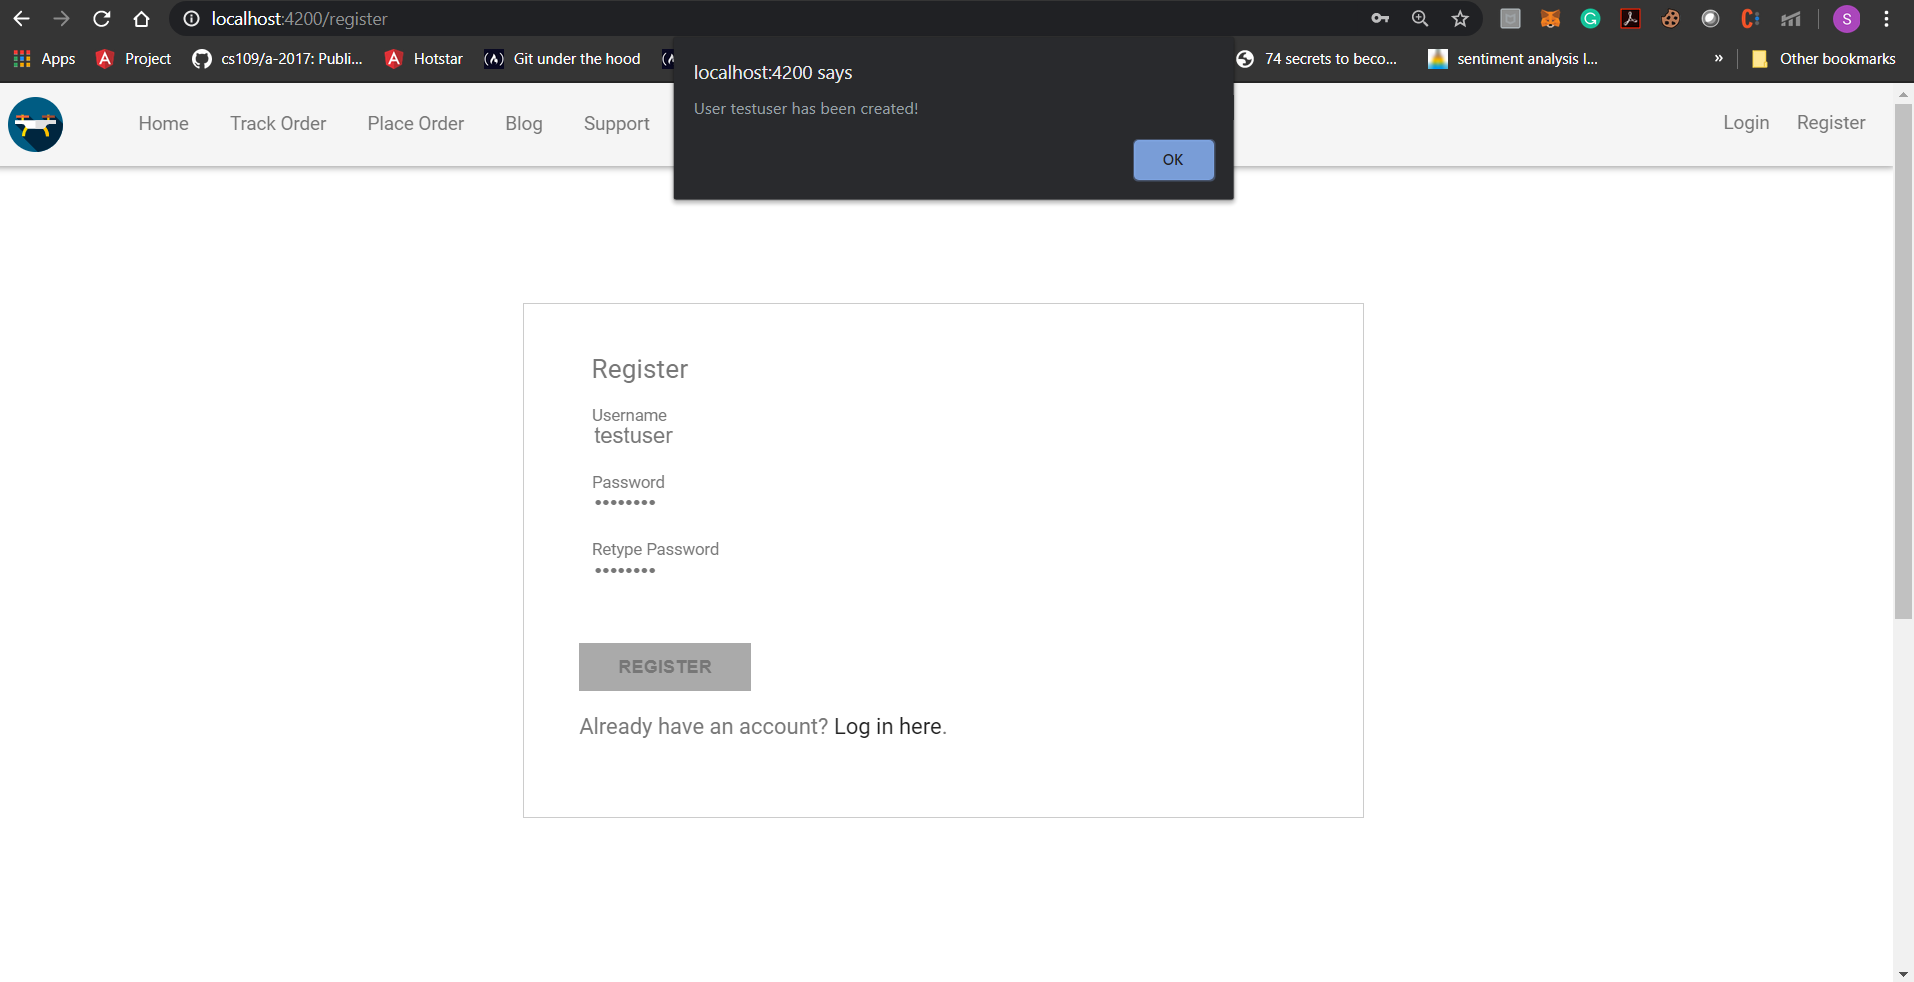 localhost:4200/register
S
Apps Project cs109/a-2017: Publi... Hotstar Git under the hood 74 secrets to beco... sentiment analysis I... » Other bookmarks
localhost:4200 says
User testuser has been created!
OK
Home Track Order Place Order Blog Support Login Register
Register
Username
testuser
Password
••••••••
Retype Password
••••••••
REGISTER
Already have an account? Log in here.